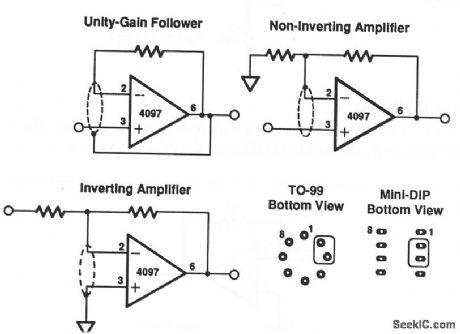 Unity-Gain Follower
2
4097
6
3
Non-Inverting Amplifier
2
4097
6
3
Inverting Amplifier
2
4097
6
3
TO-99
Bottom View
8 1
Mini-DIP
Bottom View
8 1
SeekIC.com